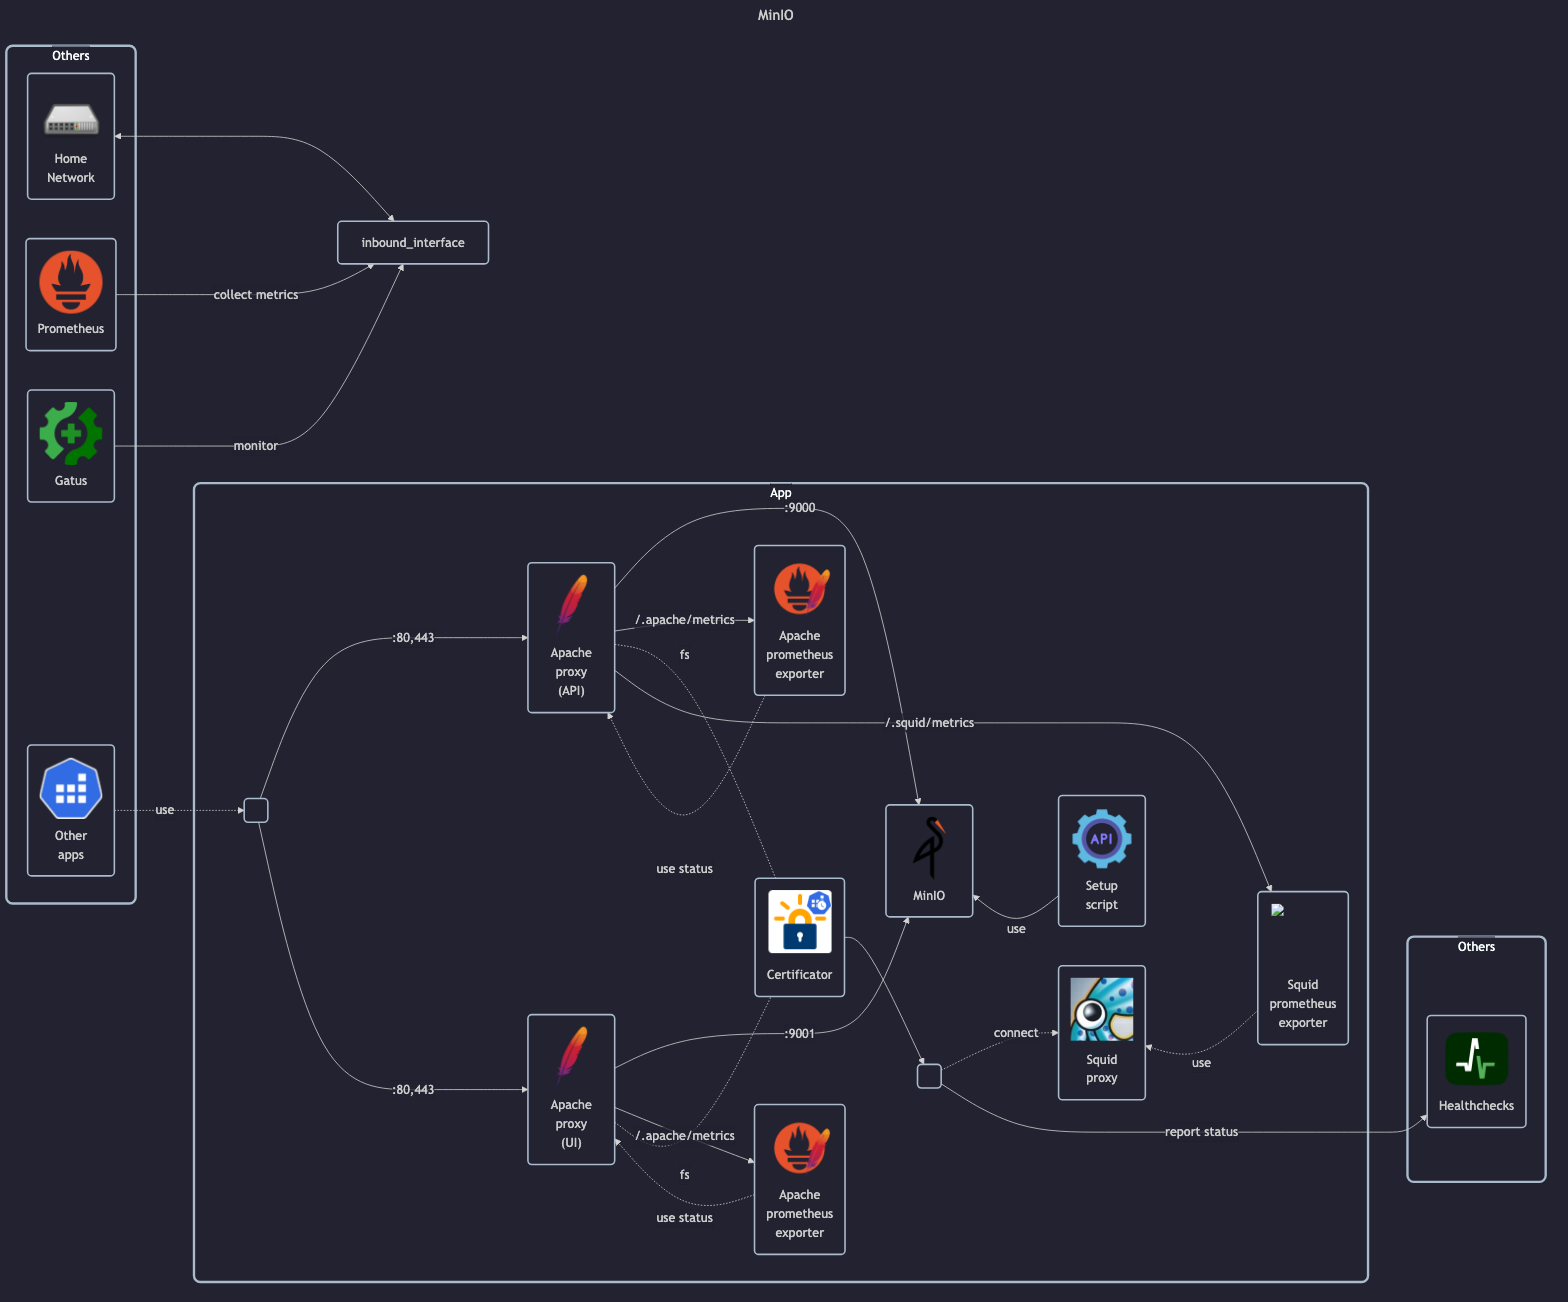 MinIO
Others
Home
Network
inbound_interface
Prometheus
collect metrics
Gatus
monitor
Other
apps
use
App
:9000
:80,443
Apache
proxy
(API)
/.apache/metrics
fs
Apache
prometheus
exporter
/.squid/metrics
use status
Certificator
MinIO
API
Setup
script
use
Squid
prometheus
exporter
:80,443
Apache
proxy
(UI)
:9001
connect
Squid
proxy
use
/.apache/metrics
fs
use status
Apache
prometheus
exporter
report status
Others
Healthchecks